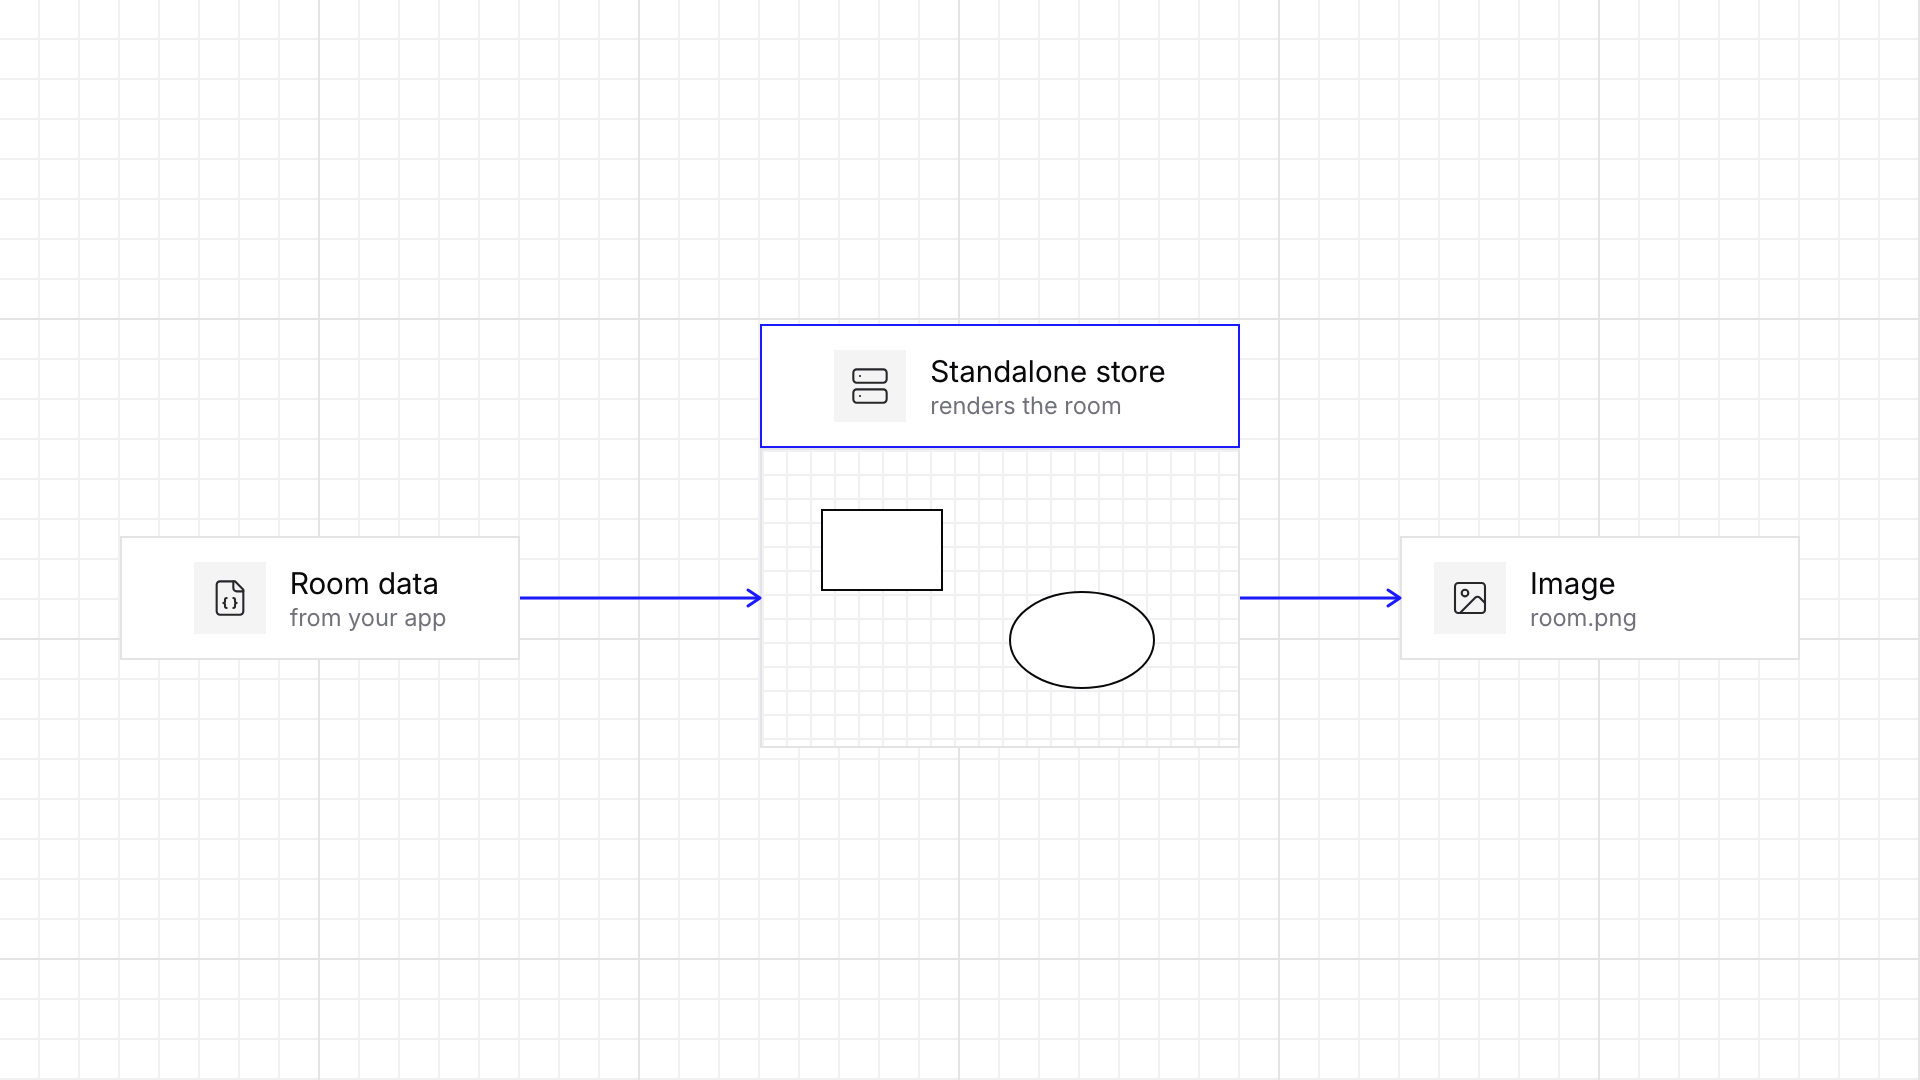 Room data
from your app
Standalone store
renders the room
Image
room.png